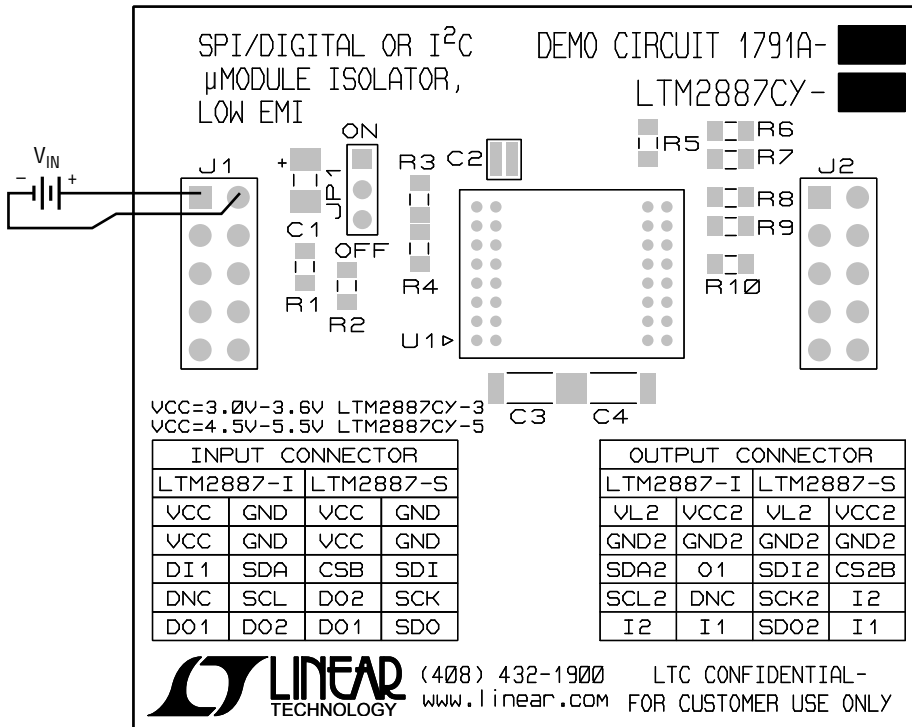 SPI/DIGITAL OR I²C
µMODULE ISOLATOR,
LOW EMI
DEMO CIRCUIT 1791A-
LTM2887CY-
VIN
- +
J1
+
C1
ON
JP1
OFF
R1
R2
R3
R4
C2
U1
R5
R6
R7
R8
R9
R10
J2
C3 C4
VCC=3.0V-3.6V LTM2887CY-3
VCC=4.5V-5.5V LTM2887CY-5
INPUT CONNECTOR
LTM2887-I LTM2887-S
VCC GND VCC GND
VCC GND VCC GND
DI1 SDA CSB SDI
DNC SCL DO2 SCK
DO1 DO2 DO1 SDO
OUTPUT CONNECTOR
LTM2887-I LTM2887-S
VL2 VCC2 VL2 VCC2
GND2 GND2 GND2 GND2
SDA2 O1 SDI2 CS2B
SCL2 DNC SCK2 I2
I2 I1 SDO2 I1
LINEAR
TECHNOLOGY
(408) 432-1900
www.linear.com
LTC CONFIDENTIAL-
FOR CUSTOMER USE ONLY